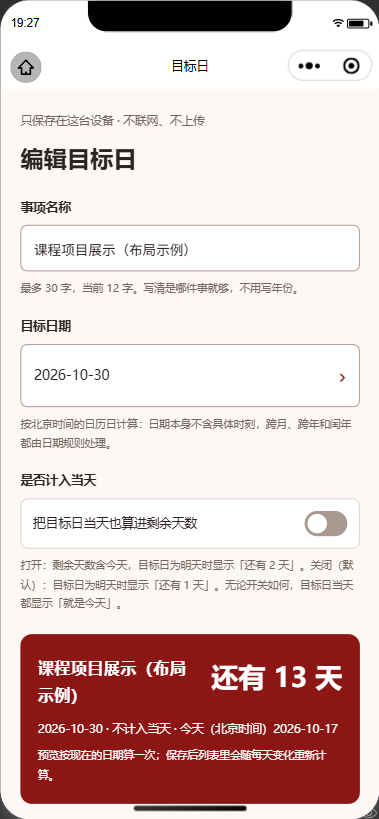 19:27
目标日
只保存在这台设备 · 不联网、不上传
编辑目标日
事项名称
课程项目展示（布局示例）
最多 30 字，当前 12 字。写清是哪件事就够，不用写年份。
目标日期
2026-10-30
按北京时间的日历日计算：日期本身不含具体时刻，跨月、跨年和闰年
都由日期规则处理。
是否计入当天
把目标日当天也算进剩余天数
打开：剩余天数含今天，目标日为明天时显示「还有 2 天」。关闭（默
认）：目标日为明天时显示「还有 1 天」。无论开关如何，目标日当天
都显示「就是今天」。
课程项目展示（布局
示例）
还有 13 天
2026-10-30 · 不计入当天 · 今天（北京时间）2026-10-17
预览按现在的日期算一次；保存后列表里会随每天变化重新计
算。